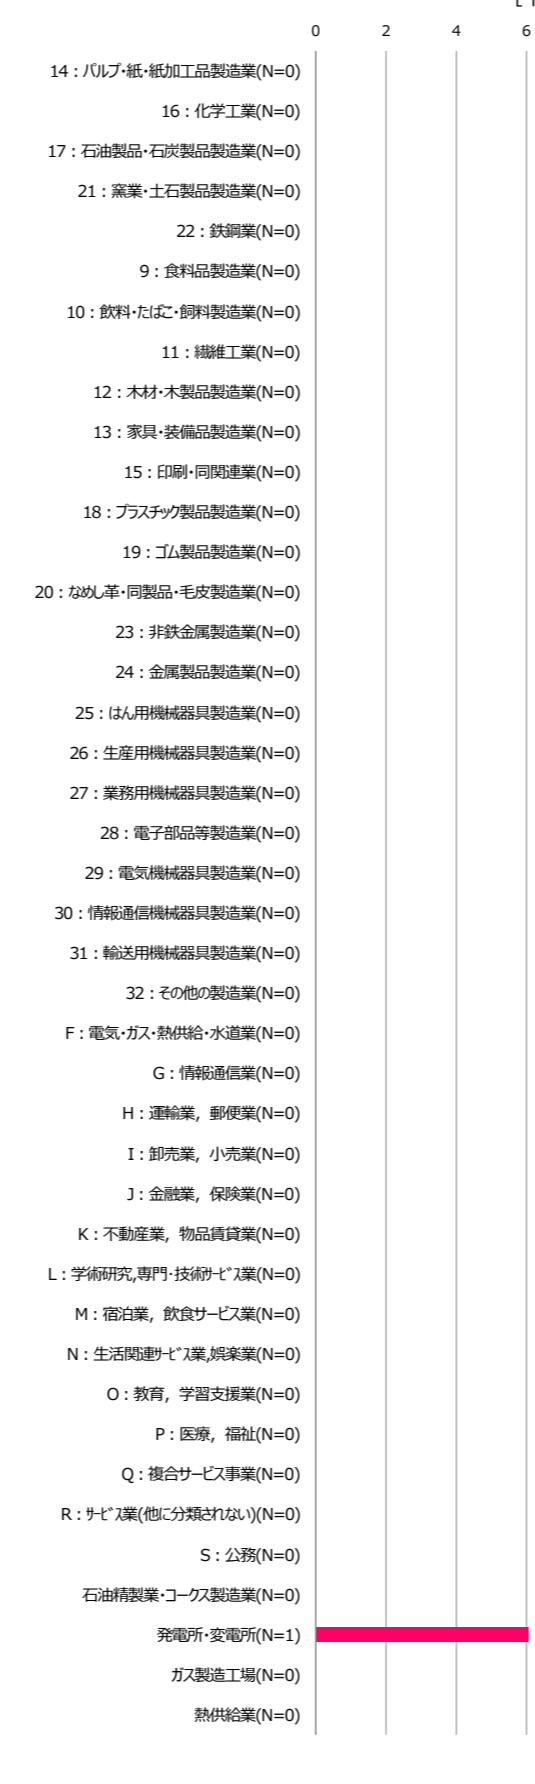 0 2 4 6
14：パルプ・紙・紙加工品製造業(N=0)
16：化学工業(N=0)
17：石油製品・石炭製品製造業(N=0)
21：窯業・土石製品製造業(N=0)
22：鉄鋼業(N=0)
9：食料品製造業(N=0)
10：飲料・たばこ・飼料製造業(N=0)
11：繊維工業(N=0)
12：木材・木製品製造業(N=0)
13：家具・装備品製造業(N=0)
15：印刷・同関連業(N=0)
18：プラスチック製品製造業(N=0)
19：ゴム製品製造業(N=0)
20：なめし革・同製品・毛皮製造業(N=0)
23：非鉄金属製造業(N=0)
24：金属製品製造業(N=0)
25：はん用機械器具製造業(N=0)
26：生産用機械器具製造業(N=0)
27：業務用機械器具製造業(N=0)
28：電子部品等製造業(N=0)
29：電気機械器具製造業(N=0)
30：情報通信機械器具製造業(N=0)
31：輸送用機械器具製造業(N=0)
32：その他の製造業(N=0)
F：電気・ガス・熱供給・水道業(N=0)
G：情報通信業(N=0)
H：運輸業，郵便業(N=0)
I：卸売業，小売業(N=0)
J：金融業，保険業(N=0)
K：不動産業，物品賃貸業(N=0)
L：学術研究,専門・技術ｻｰﾋﾞｽ業(N=0)
M：宿泊業，飲食サービス業(N=0)
N：生活関連ｻｰﾋﾞｽ業,娯楽業(N=0)
O：教育，学習支援業(N=0)
P：医療，福祉(N=0)
Q：複合サービス事業(N=0)
R：ｻｰﾋﾞｽ業(他に分類されない)(N=0)
S：公務(N=0)
石油精製業・コークス製造業(N=0)
発電所・変電所(N=1)
ガス製造工場(N=0)
熱供給業(N=0)